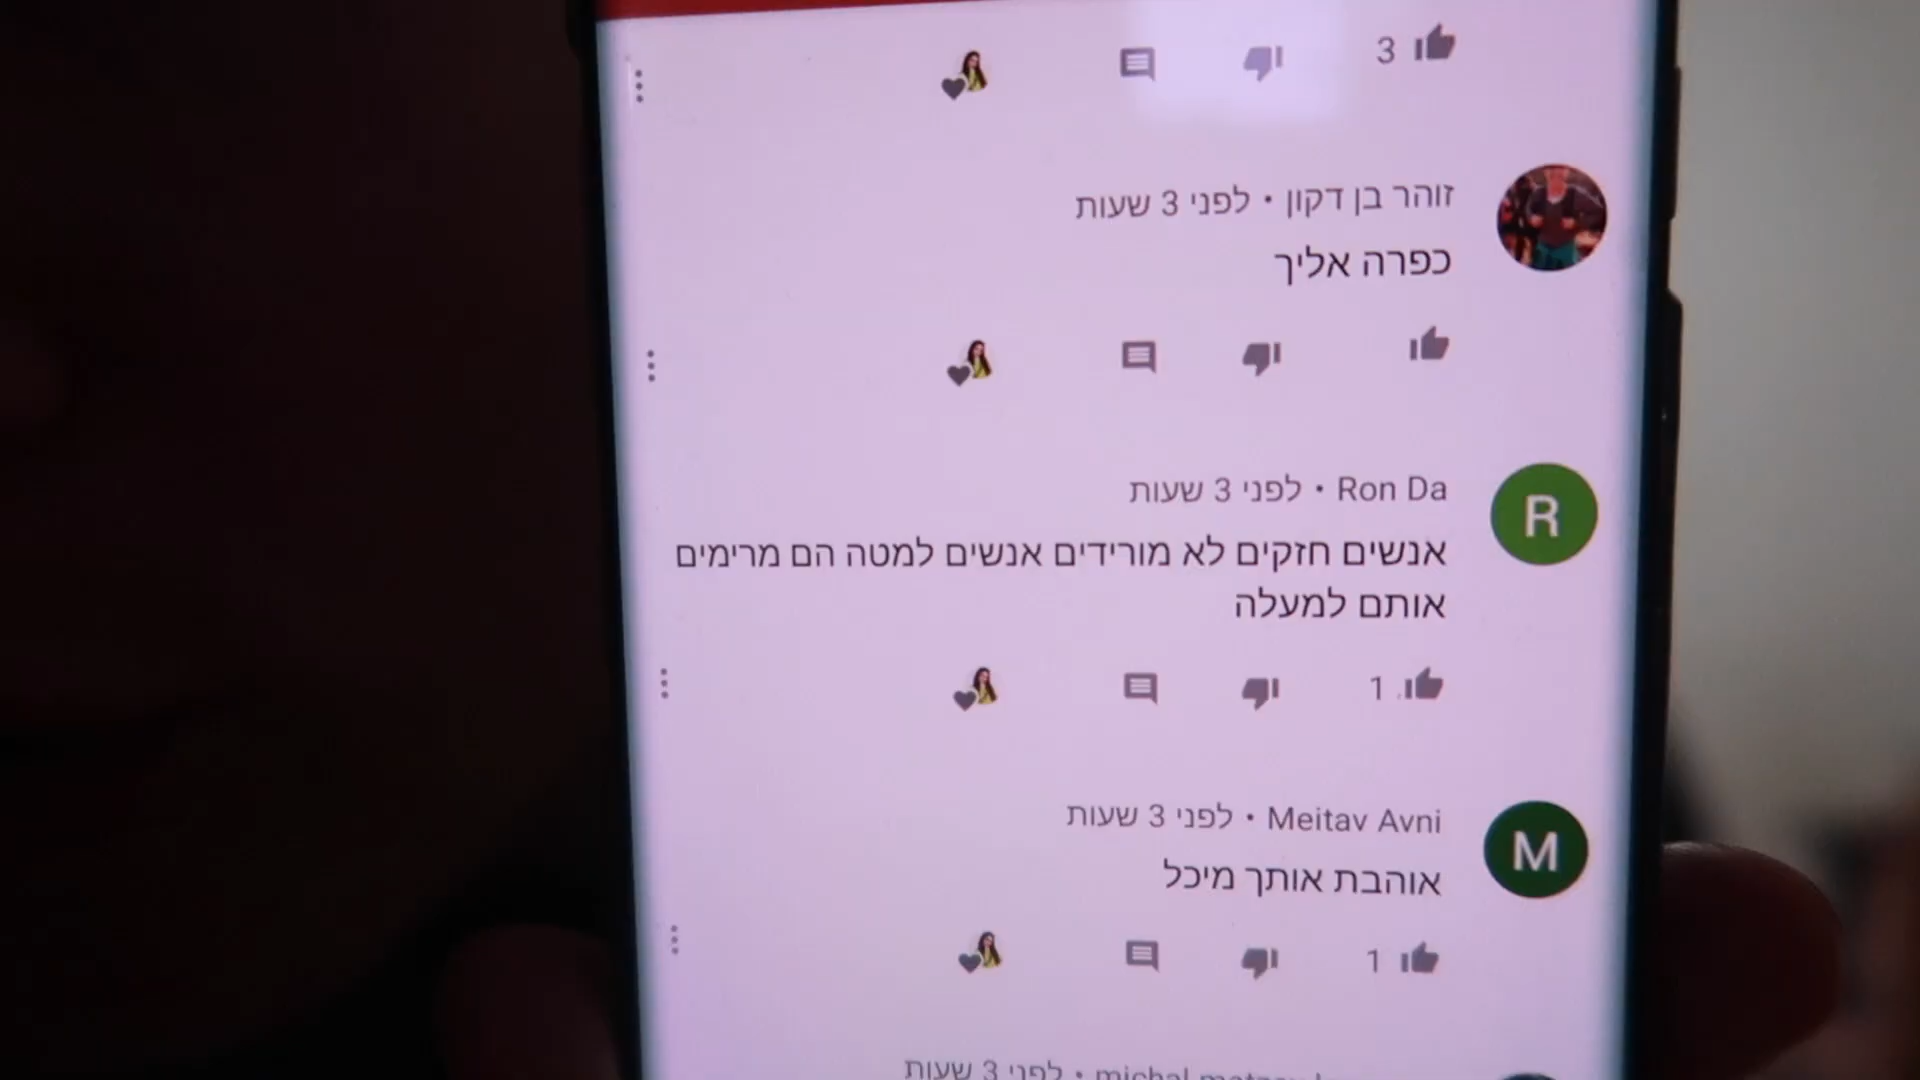 3
זוהר בן דקון • לפני 3 שעות
כפרה אליך
R
Ron Da • לפני 3 שעות
אנשים חזקים לא מורידים אנשים למטה הם מרימים
אותם למעלה
1
M
Meitav Avni • לפני 3 שעות
אוהבת אותך מיכל
1
michal • לפני 3 שעות